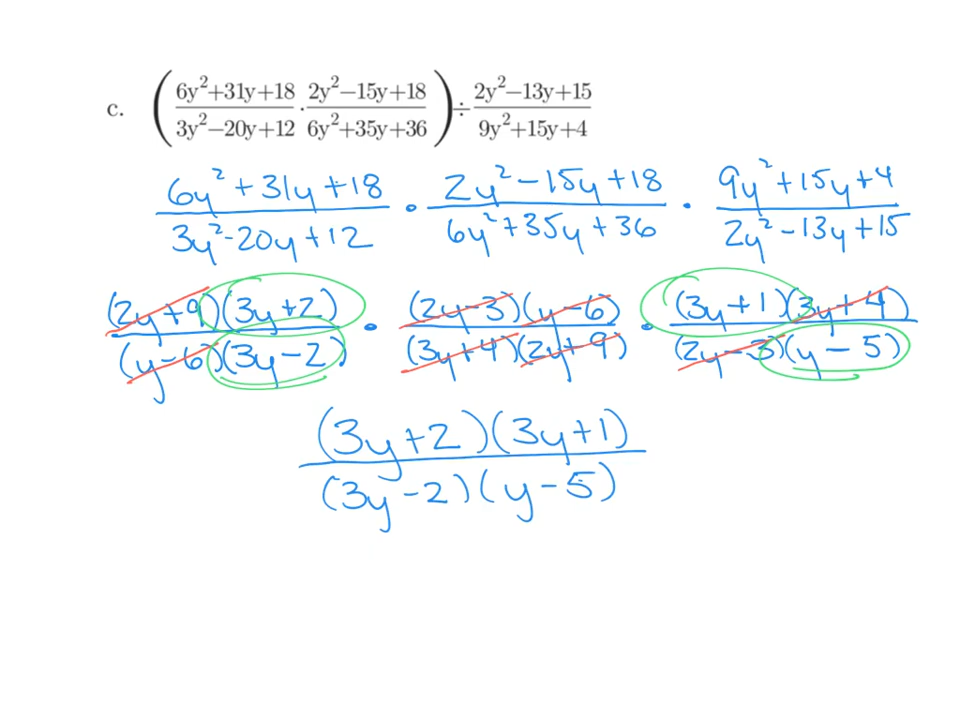 c. ( 6y²+31y+18 / 3y²−20y+12 · 2y²−15y+18 / 6y²+35y+36 ) ÷ 2y²−13y+15 / 9y²+15y+4
6y² + 31y + 18 / 3y² - 20y + 12 • 2y² - 15y + 18 / 6y² + 35y + 36 • 9y² + 15y + 4 / 2y² - 13y + 15
(2y+9)(3y+2) / (y-6)(3y-2) • (2y-3)(y-6) / (3y+4)(2y+9) • (3y+1)(3y+4) / (2y-3)(y-5)
(3y+2)(3y+1) / (3y-2)(y-5)